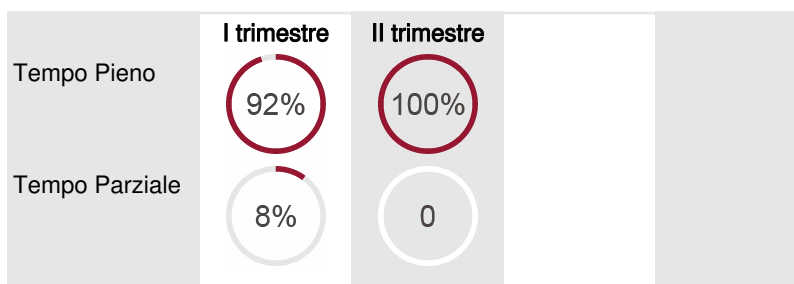 I trimestre II trimestre
Tempo Pieno
92% 100%
Tempo Parziale
8% 0